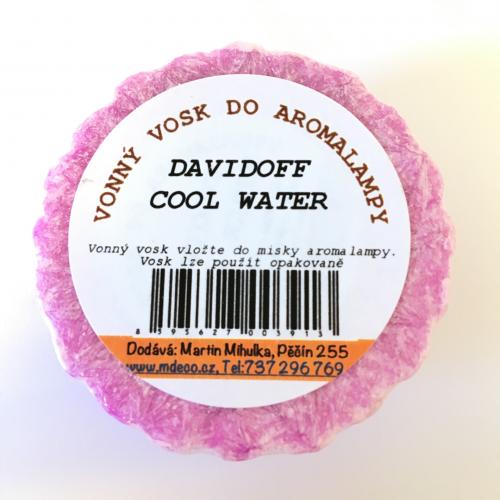 VONNÝ VOSK DO AROMALAMPY
DAVIDOFF
COOL WATER
Vonný vosk vložte do misky aromalampy.
Vosk lze použít opakovaně
8 595627 003913
Dodává: Martin Mihulka, Pěčín 255
www.mdeco.cz, Tel:737 296 769